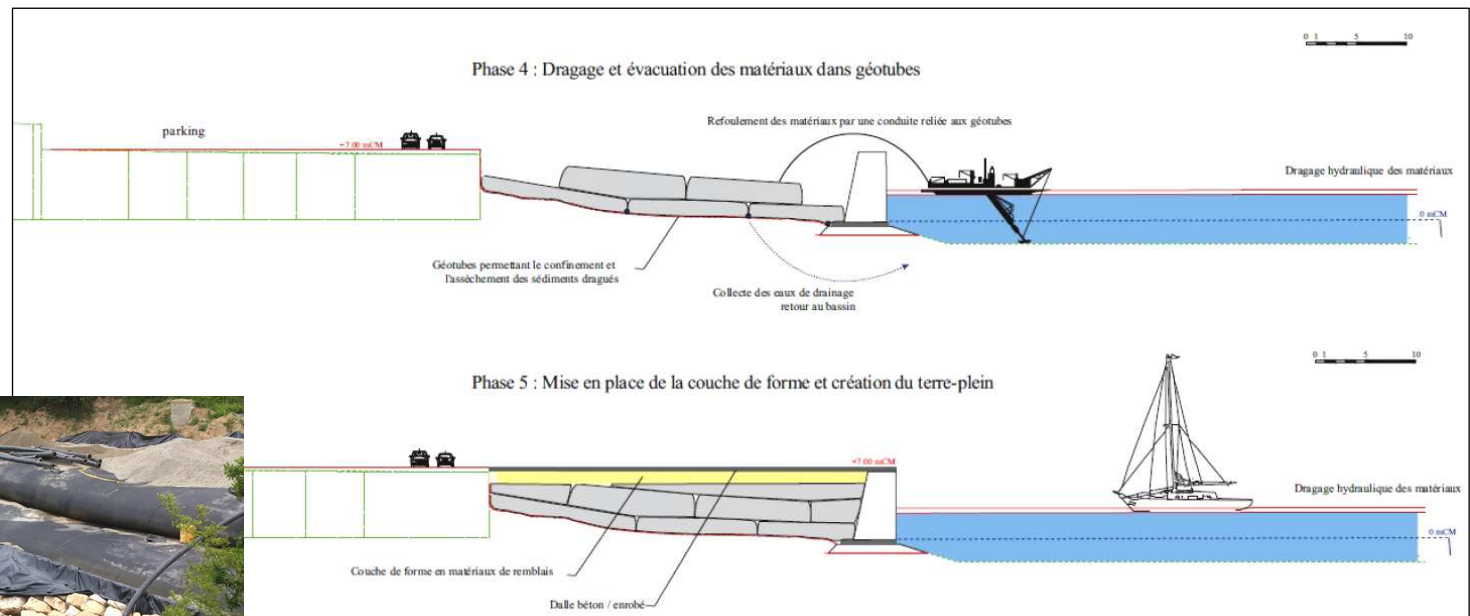 0 1 5 10
Phase 4 : Dragage et évacuation des matériaux dans géotubes
parking
Refoulement des matériaux par une conduite reliée aux géotubes
+7.00 mCM
Dragage hydraulique des matériaux
0 mCM
Géotubes permettant le confinement et
l'assèchement des sédiments dragués
Collecte des eaux de drainage
retour au bassin
0 1 5 10
Phase 5 : Mise en place de la couche de forme et création du terre-plein
+7.00 mCM
Dragage hydraulique des matériaux
0 mCM
Couche de forme en matériaux de remblais
Dalle béton / enrobé